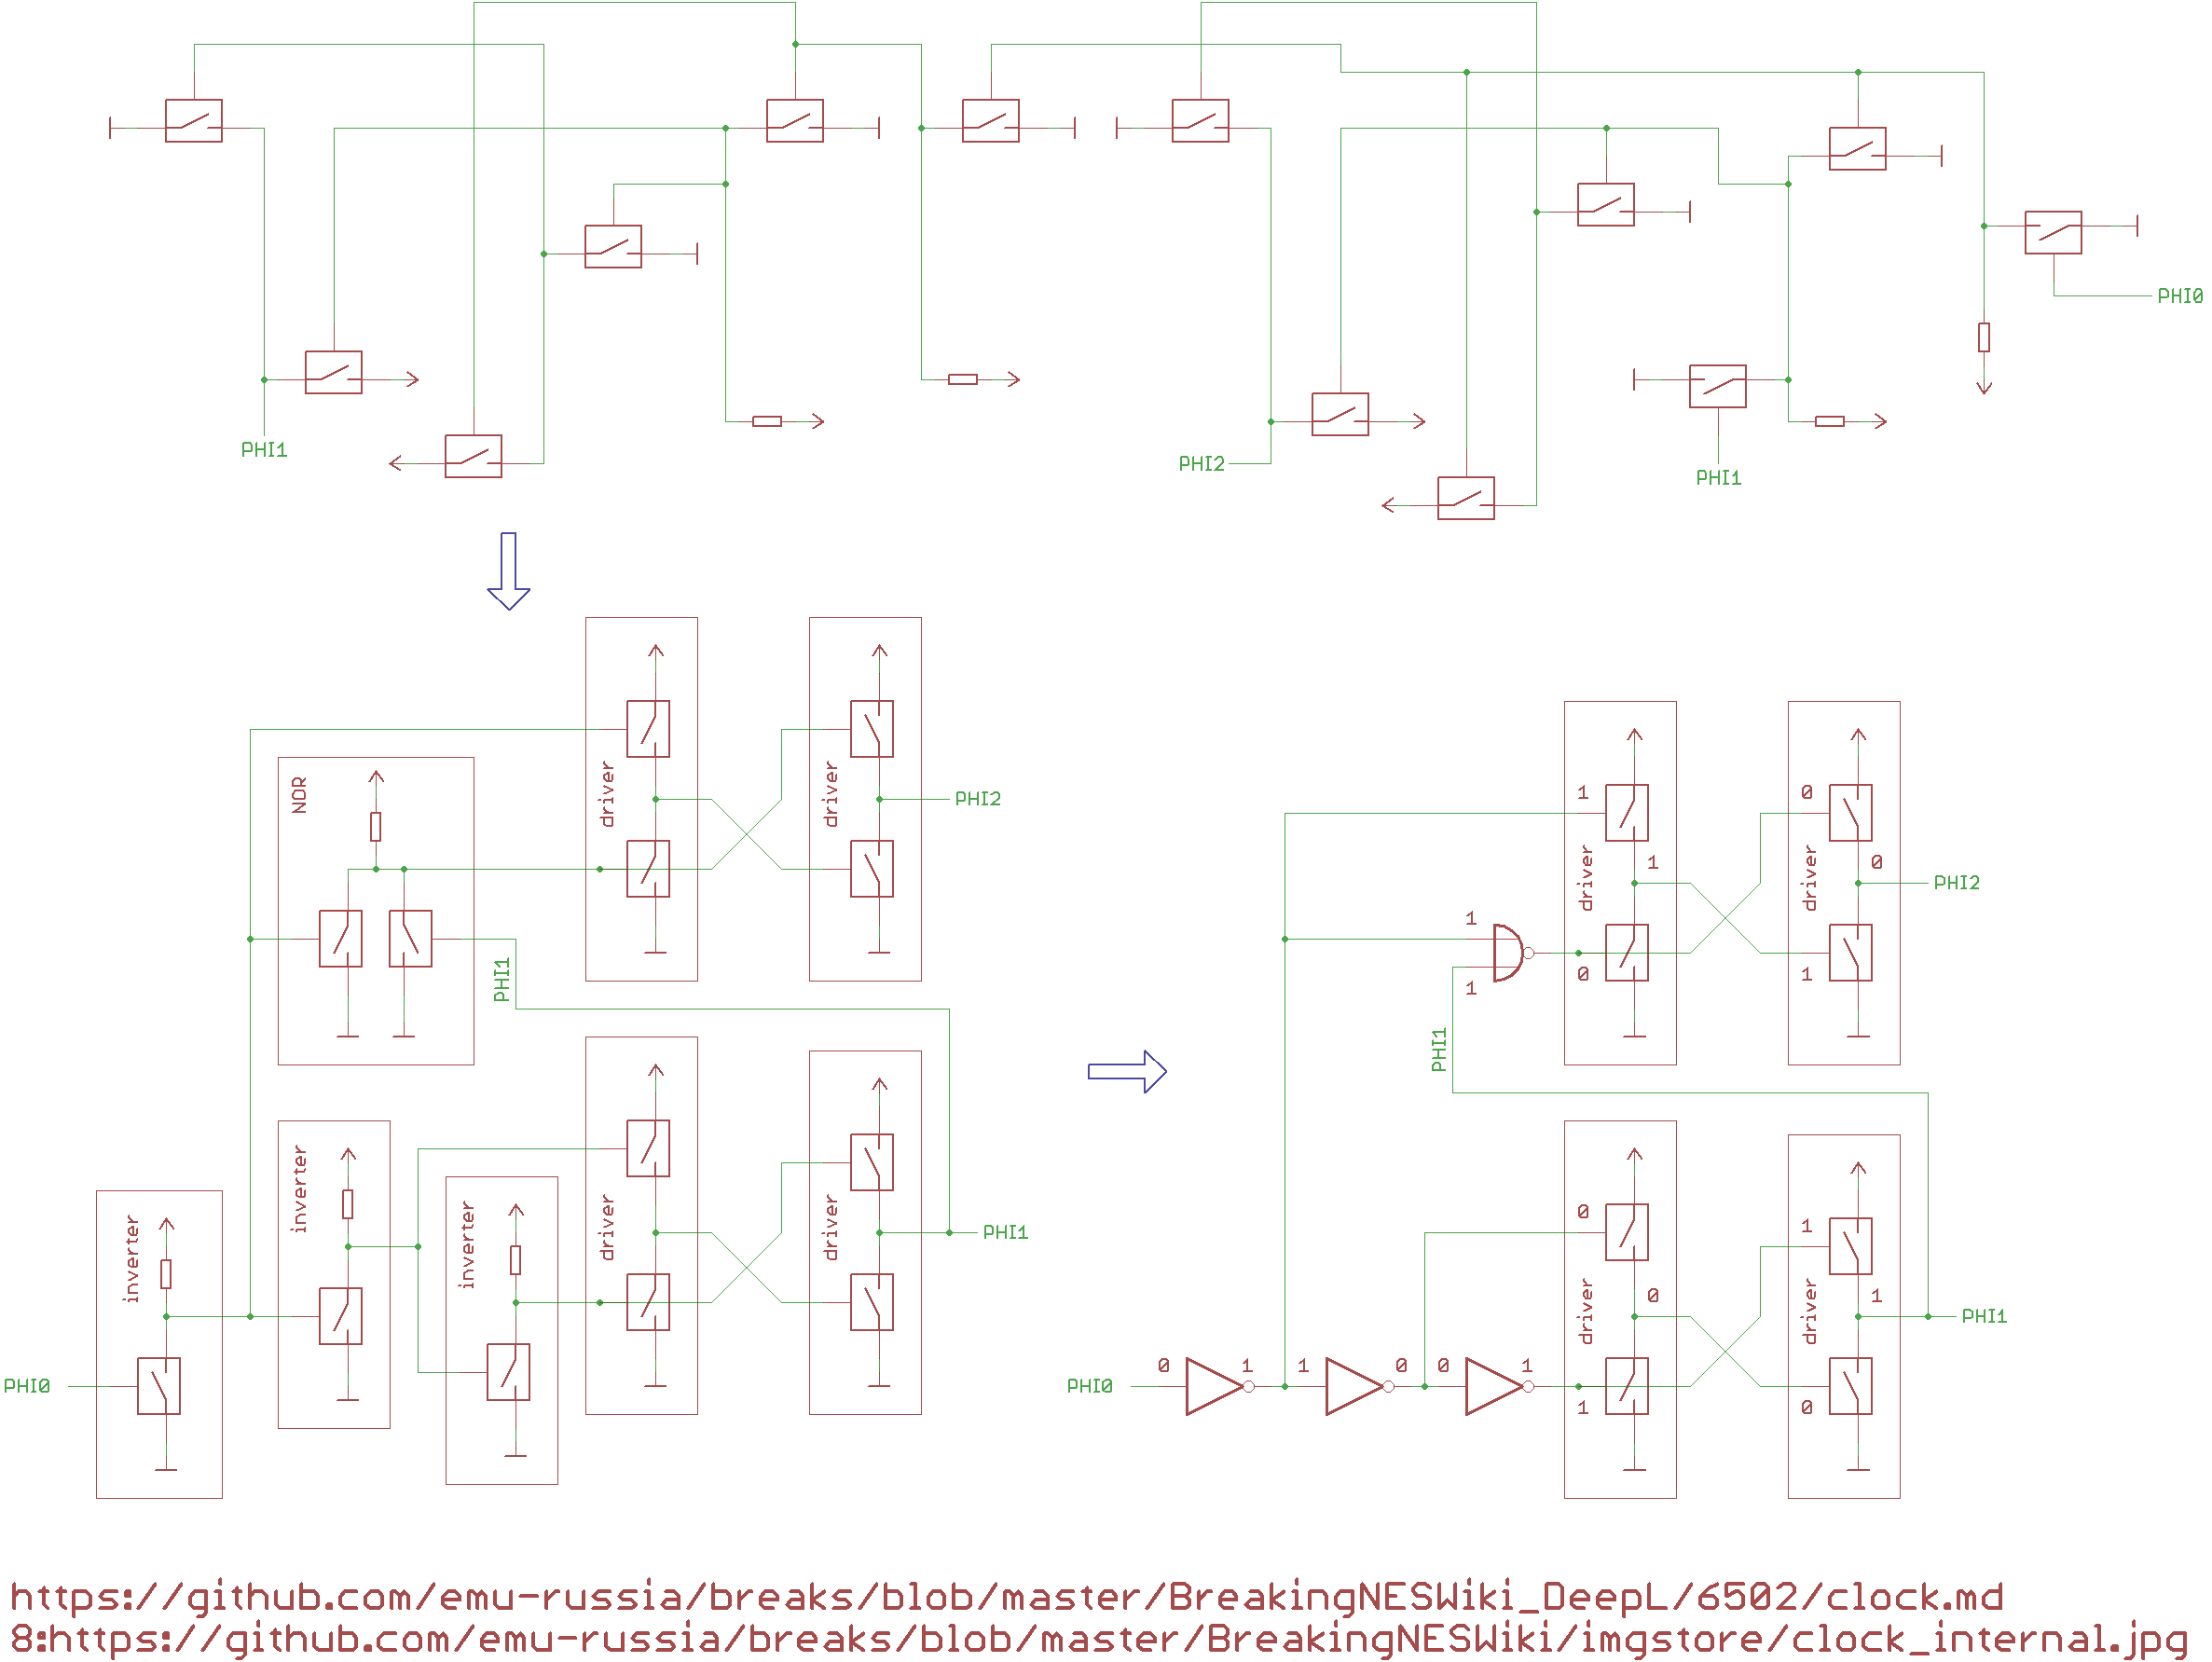 PHI0
PHI1
PHI2
PHI1
NOR
driver
driver
PHI2
PHI1
inverter
inverter
inverter
driver
driver
PHI1
PHI0
1
0
driver
1
driver
0
PHI2
1
1
0
1
PHI1
0
1
driver
0
driver
1
PHI1
PHI0
0
1
1
0
0
1
1
0
https://github.com/emu-russia/breaks/blob/master/BreakingNESWiki_DeepL/6502/clock.md
8:https://github.com/emu-russia/breaks/blob/master/BreakingNESWiki/imgstore/clock_internal.jpg